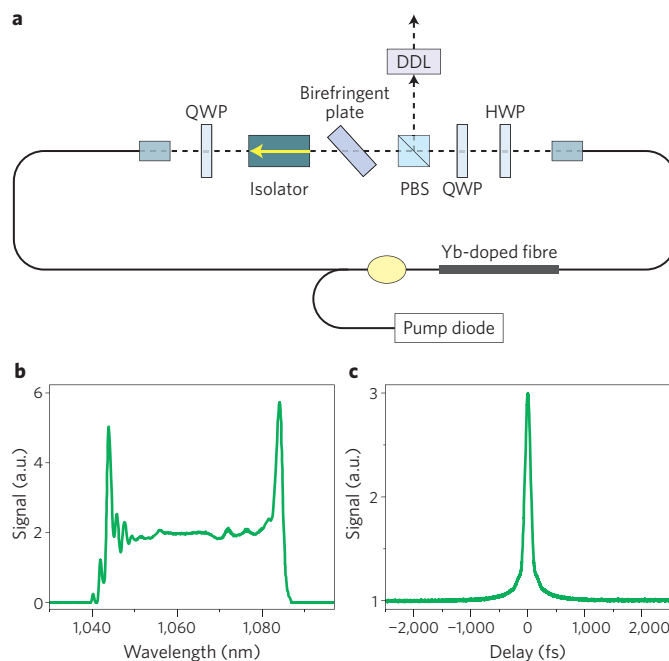 a
DDL
Birefringent
plate
QWP
HWP
Isolator
PBS
QWP
Yb-doped fibre
Pump diode
b
6
4
2
0
Signal (a.u.)
1,040
1,060
1,080
Wavelength (nm)
c
3
2
1
Signal (a.u.)
−2,000
−1,000
0
1,000
2,000
Delay (fs)